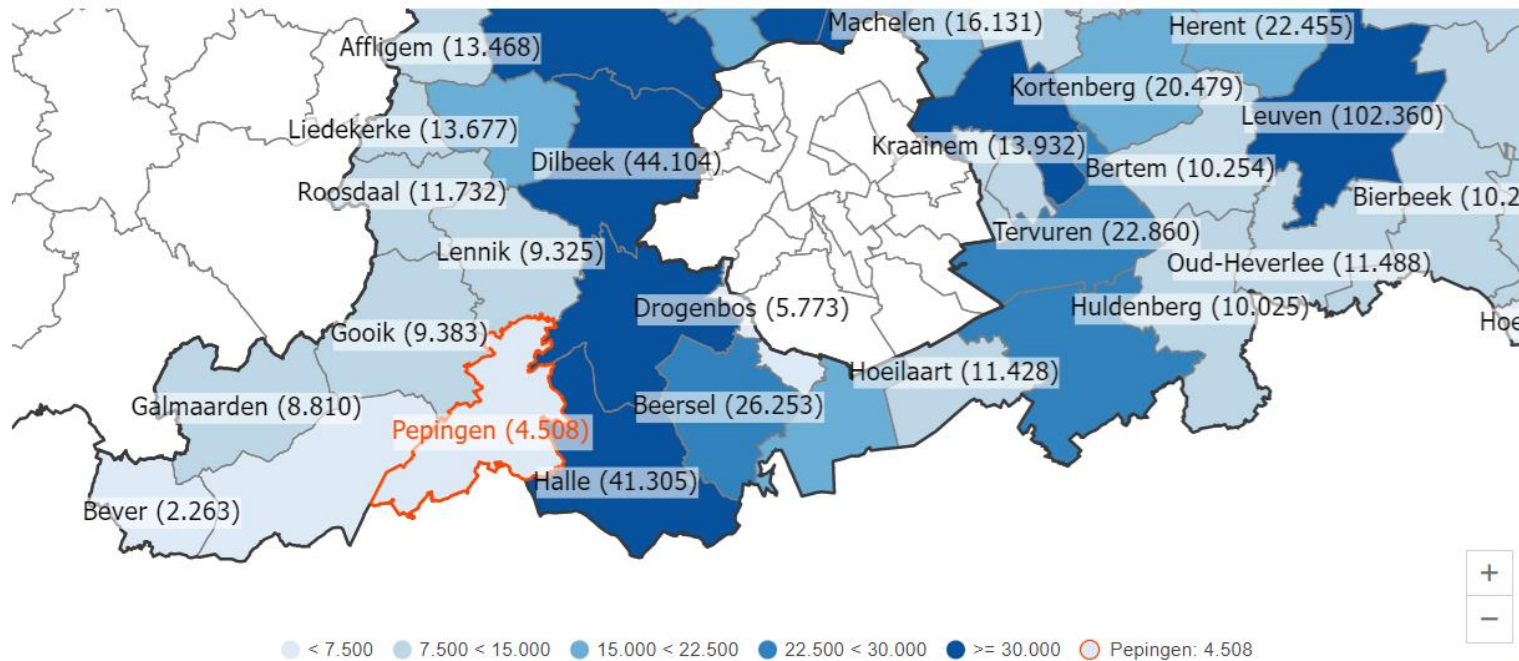 Machelen (16.131)
Herent (22.455)
Affligem (13.468)
Kortenberg (20.479)
Leuven (102.360)
Liedekerke (13.677)
Kraainem (13.932)
Dilbeek (44.104)
Bertem (10.254)
Roosdaal (11.732)
Bierbeek (10.2
Tervuren (22.860)
Lennik (9.325)
Oud-Heverlee (11.488)
Drogenbos (5.773)
Huldenberg (10.025)
Hoe
Gooik (9.383)
Hoeilaart (11.428)
Galmaarden (8.810)
Beersel (26.253)
Pepingen (4.508)
Halle (41.305)
Bever (2.263)
+
−
< 7.500 7.500 < 15.000 15.000 < 22.500 22.500 < 30.000 >= 30.000 Pepingen: 4.508